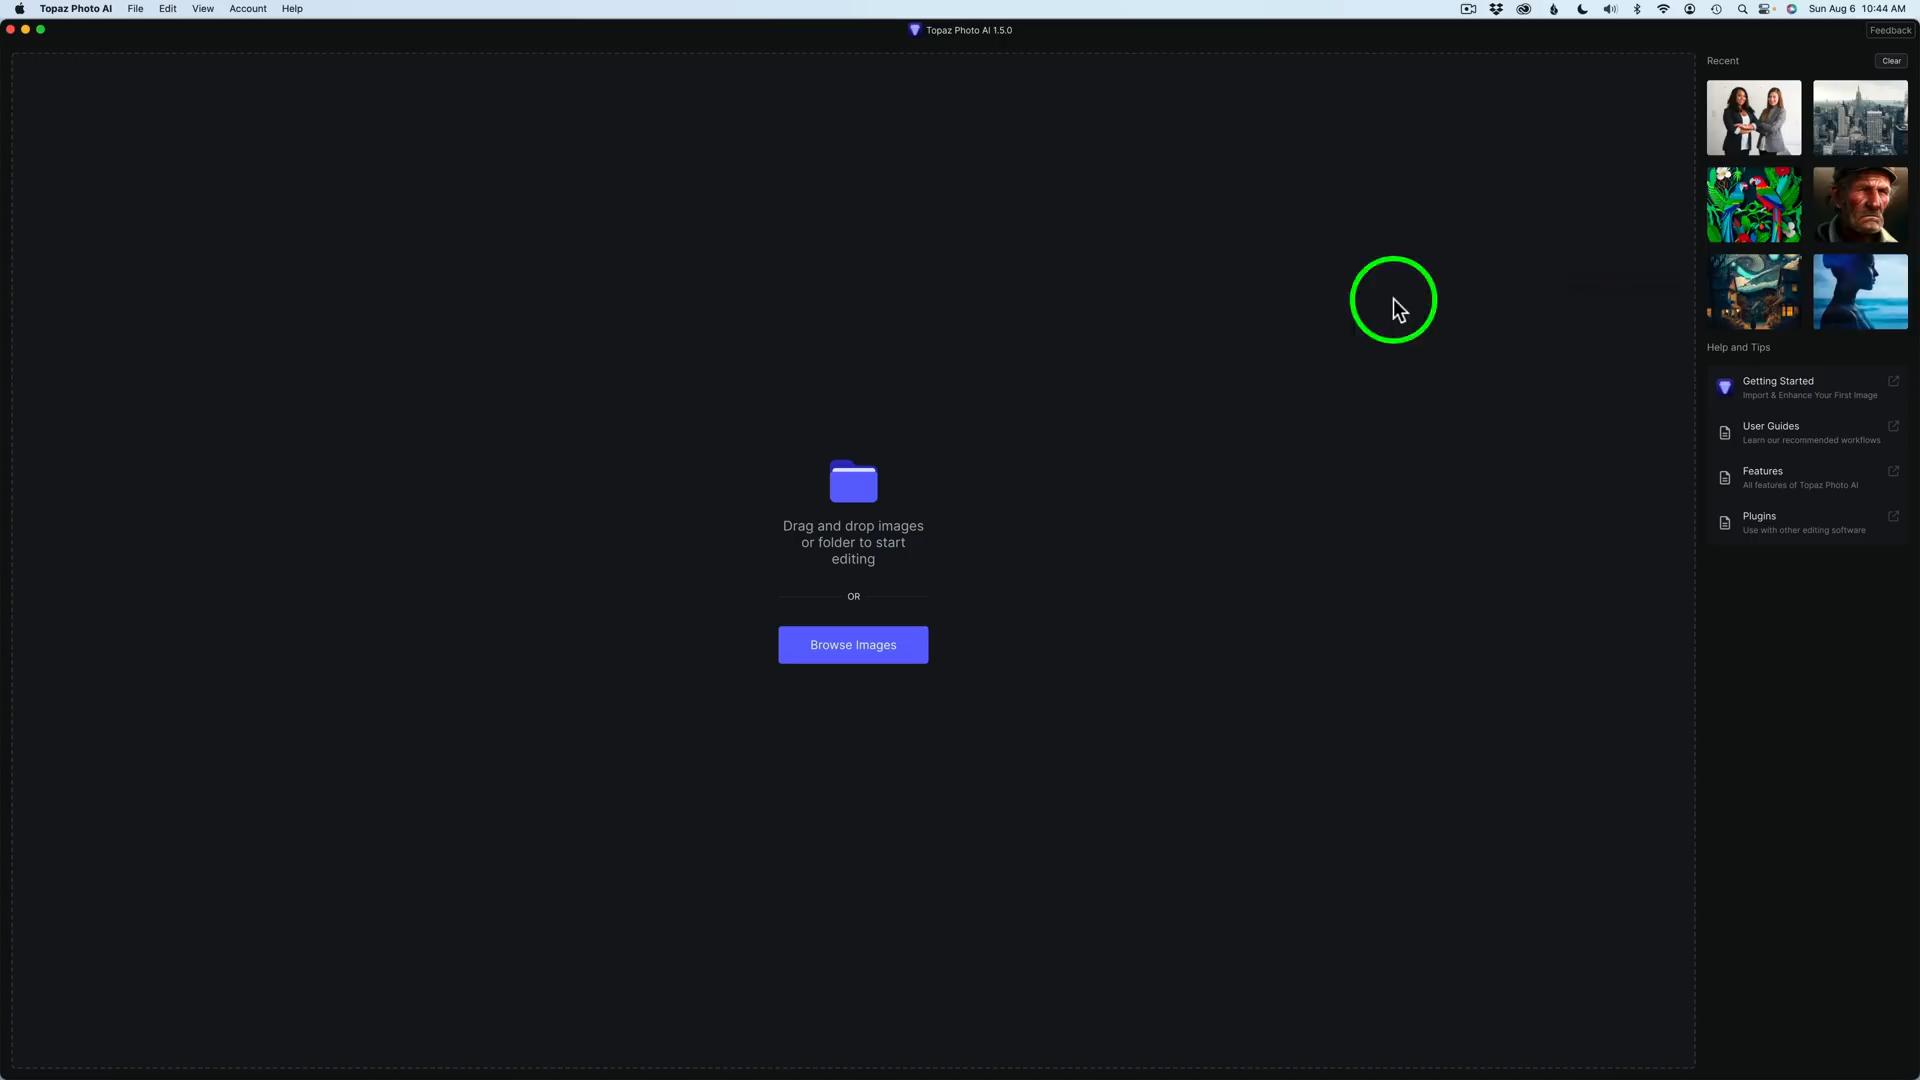 Topaz Photo AI File Edit View Account Help
Sun Aug 6 10:44 AM
Topaz Photo AI 1.5.0
Feedback
Recent
Clear
Drag and drop images
or folder to start
editing
OR
Browse Images
Help and Tips
Getting Started
Import & Enhance Your First Image
User Guides
Learn our recommended workflows
Features
All features of Topaz Photo AI
Plugins
Use with other editing software